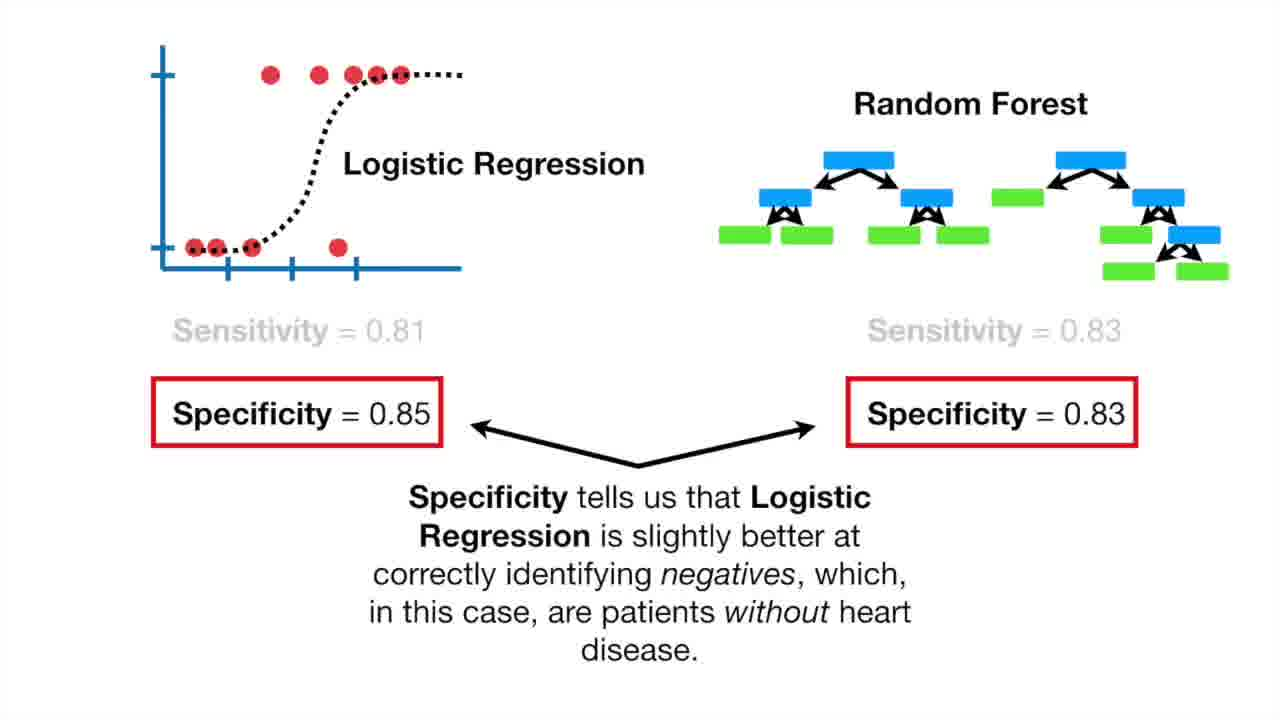 Random Forest
Logistic Regression
Sensitivity = 0.81
Sensitivity = 0.83
Specificity = 0.85
Specificity = 0.83
Specificity tells us that Logistic
Regression is slightly better at
correctly identifying negatives, which,
in this case, are patients without heart
disease.